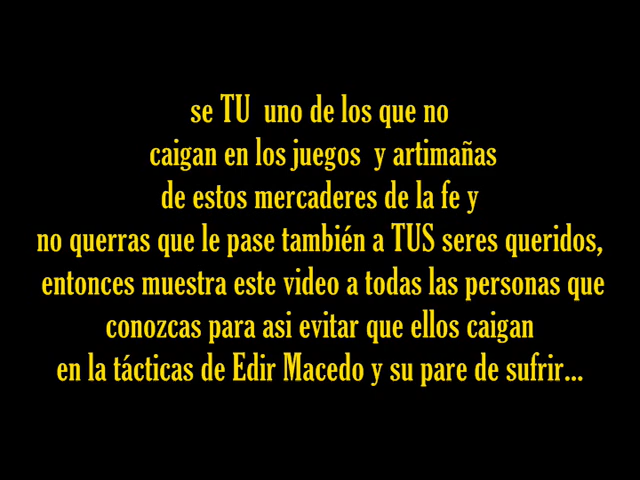 se TU uno de los que no
caigan en los juegos y artimañas
de estos mercaderes de la fe y
no querras que le pase también a TUS seres queridos,
entonces muestra este video a todas las personas que
conozcas para asi evitar que ellos caigan
en la tácticas de Edir Macedo y su pare de sufrir...